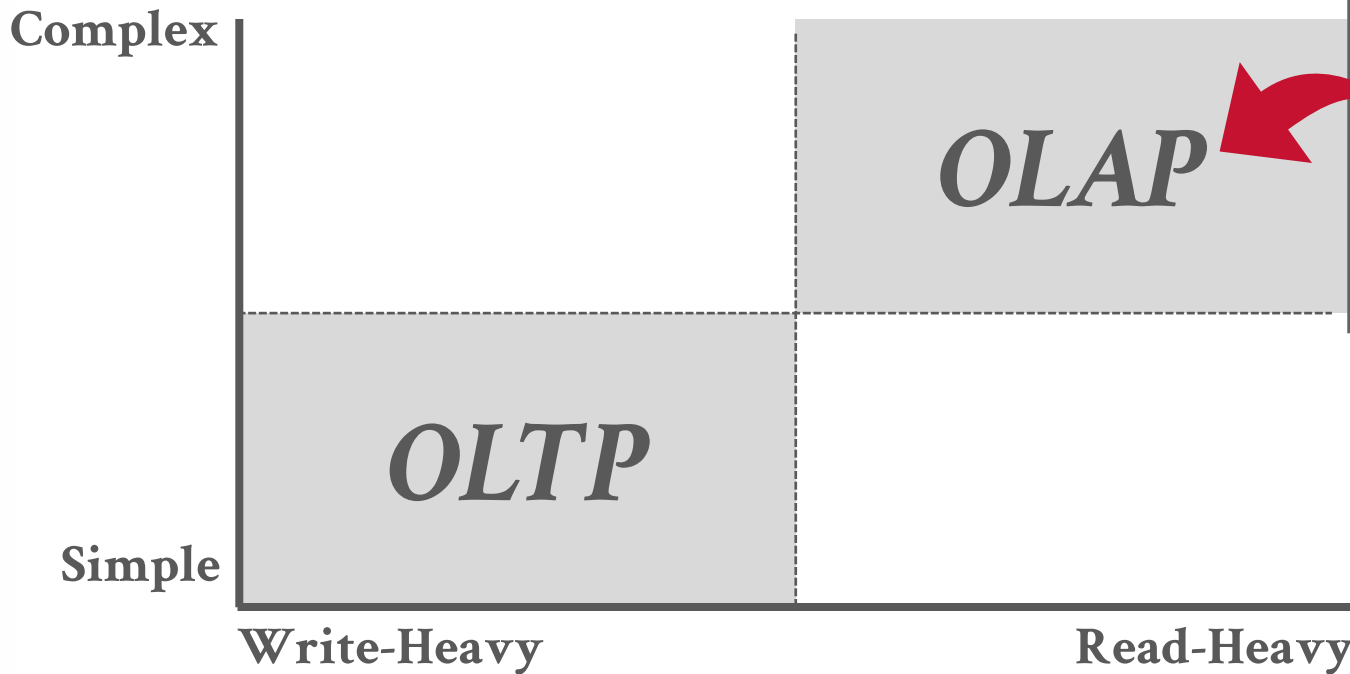 Complex
OLAP
OLTP
Simple
Write-Heavy
Read-Heavy